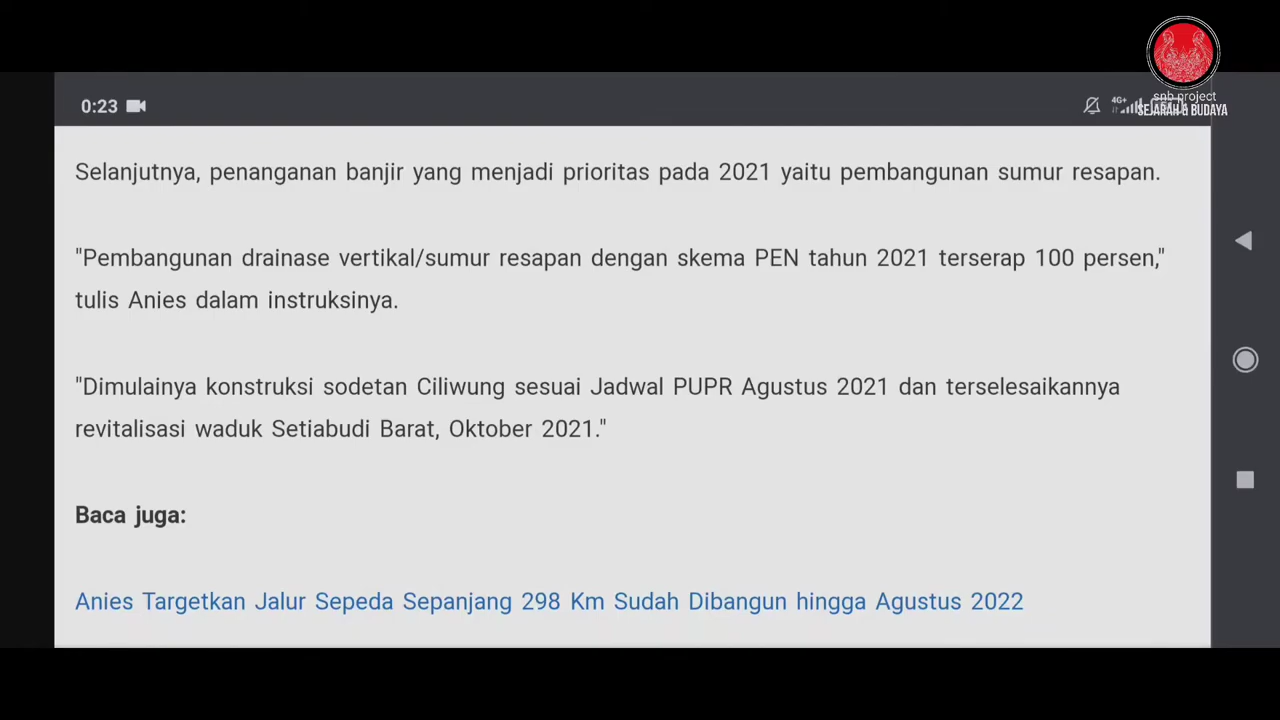 snb project
SEJARAH & BUDAYA
0:23
4G+
Selanjutnya, penanganan banjir yang menjadi prioritas pada 2021 yaitu pembangunan sumur resapan.
"Pembangunan drainase vertikal/sumur resapan dengan skema PEN tahun 2021 terserap 100 persen,"
tulis Anies dalam instruksinya.
"Dimulainya konstruksi sodetan Ciliwung sesuai Jadwal PUPR Agustus 2021 dan terselesaikannya
revitalisasi waduk Setiabudi Barat, Oktober 2021."
Baca juga:
Anies Targetkan Jalur Sepeda Sepanjang 298 Km Sudah Dibangun hingga Agustus 2022